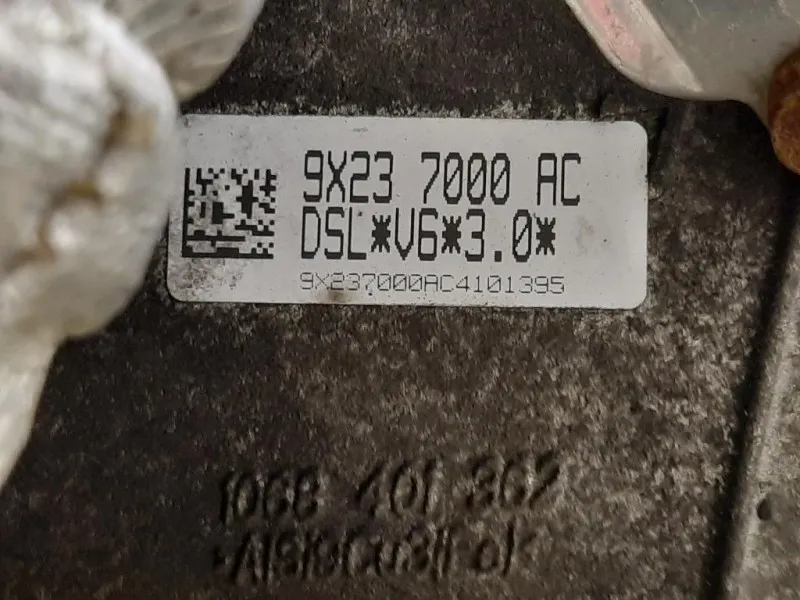 9X23 7000 AC
DSL*V6*3.0*
9X237000AC4101395
1068 401 362